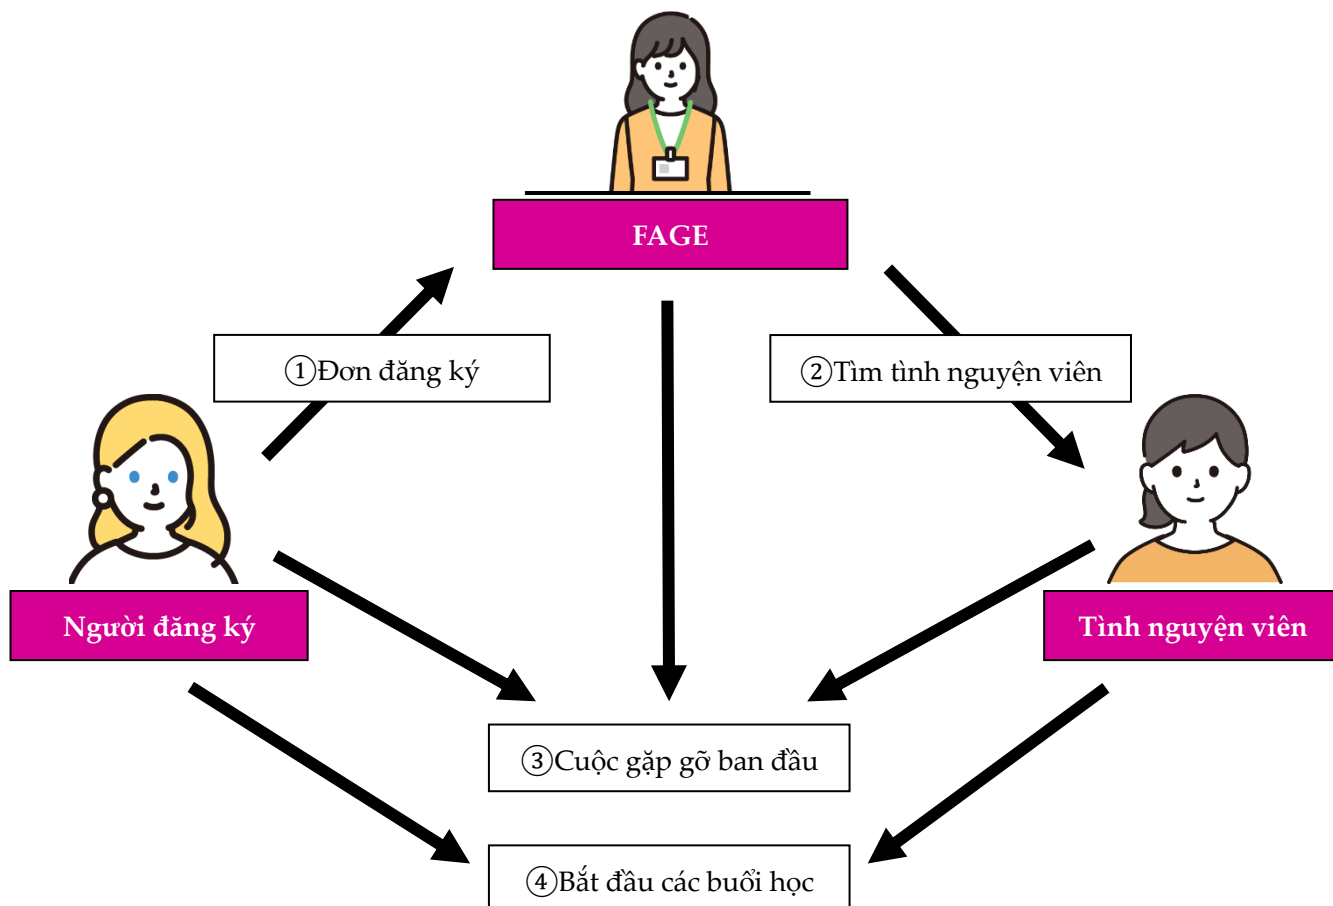 FAGE
①Đơn đăng ký
②Tìm tình nguyện viên
Người đăng ký
Tình nguyện viên
③Cuộc gặp gỡ ban đầu
④Bắt đầu các buổi học